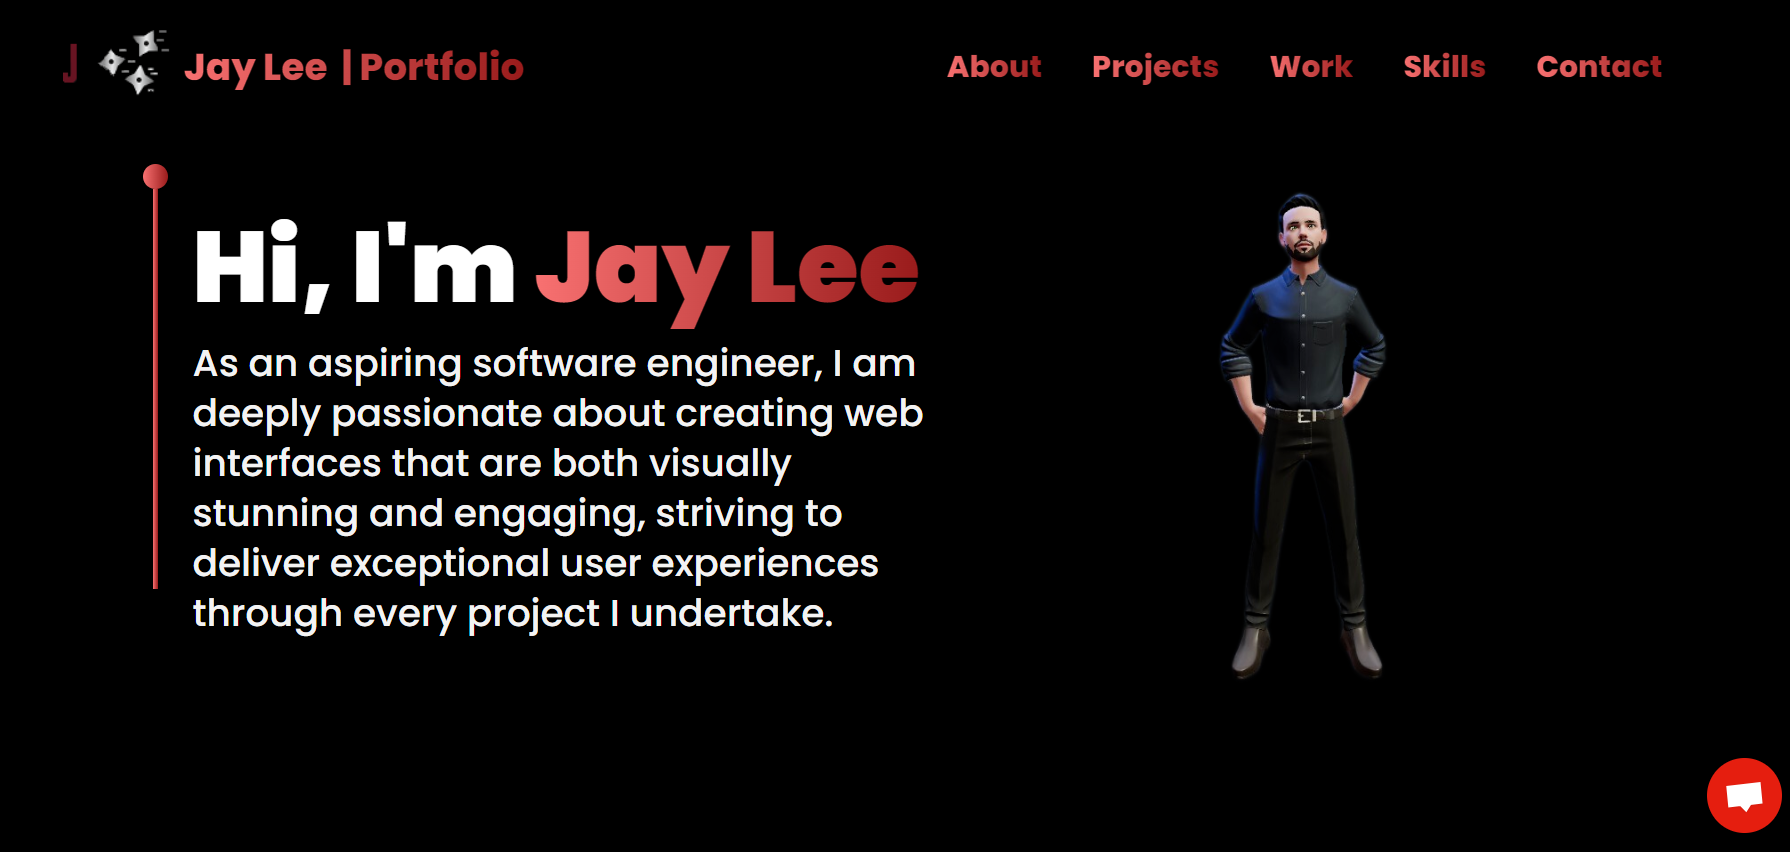 J
Jay Lee | Portfolio
About Projects Work Skills Contact
Hi, I'm Jay Lee
As an aspiring software engineer, I am
deeply passionate about creating web
interfaces that are both visually
stunning and engaging, striving to
deliver exceptional user experiences
through every project I undertake.